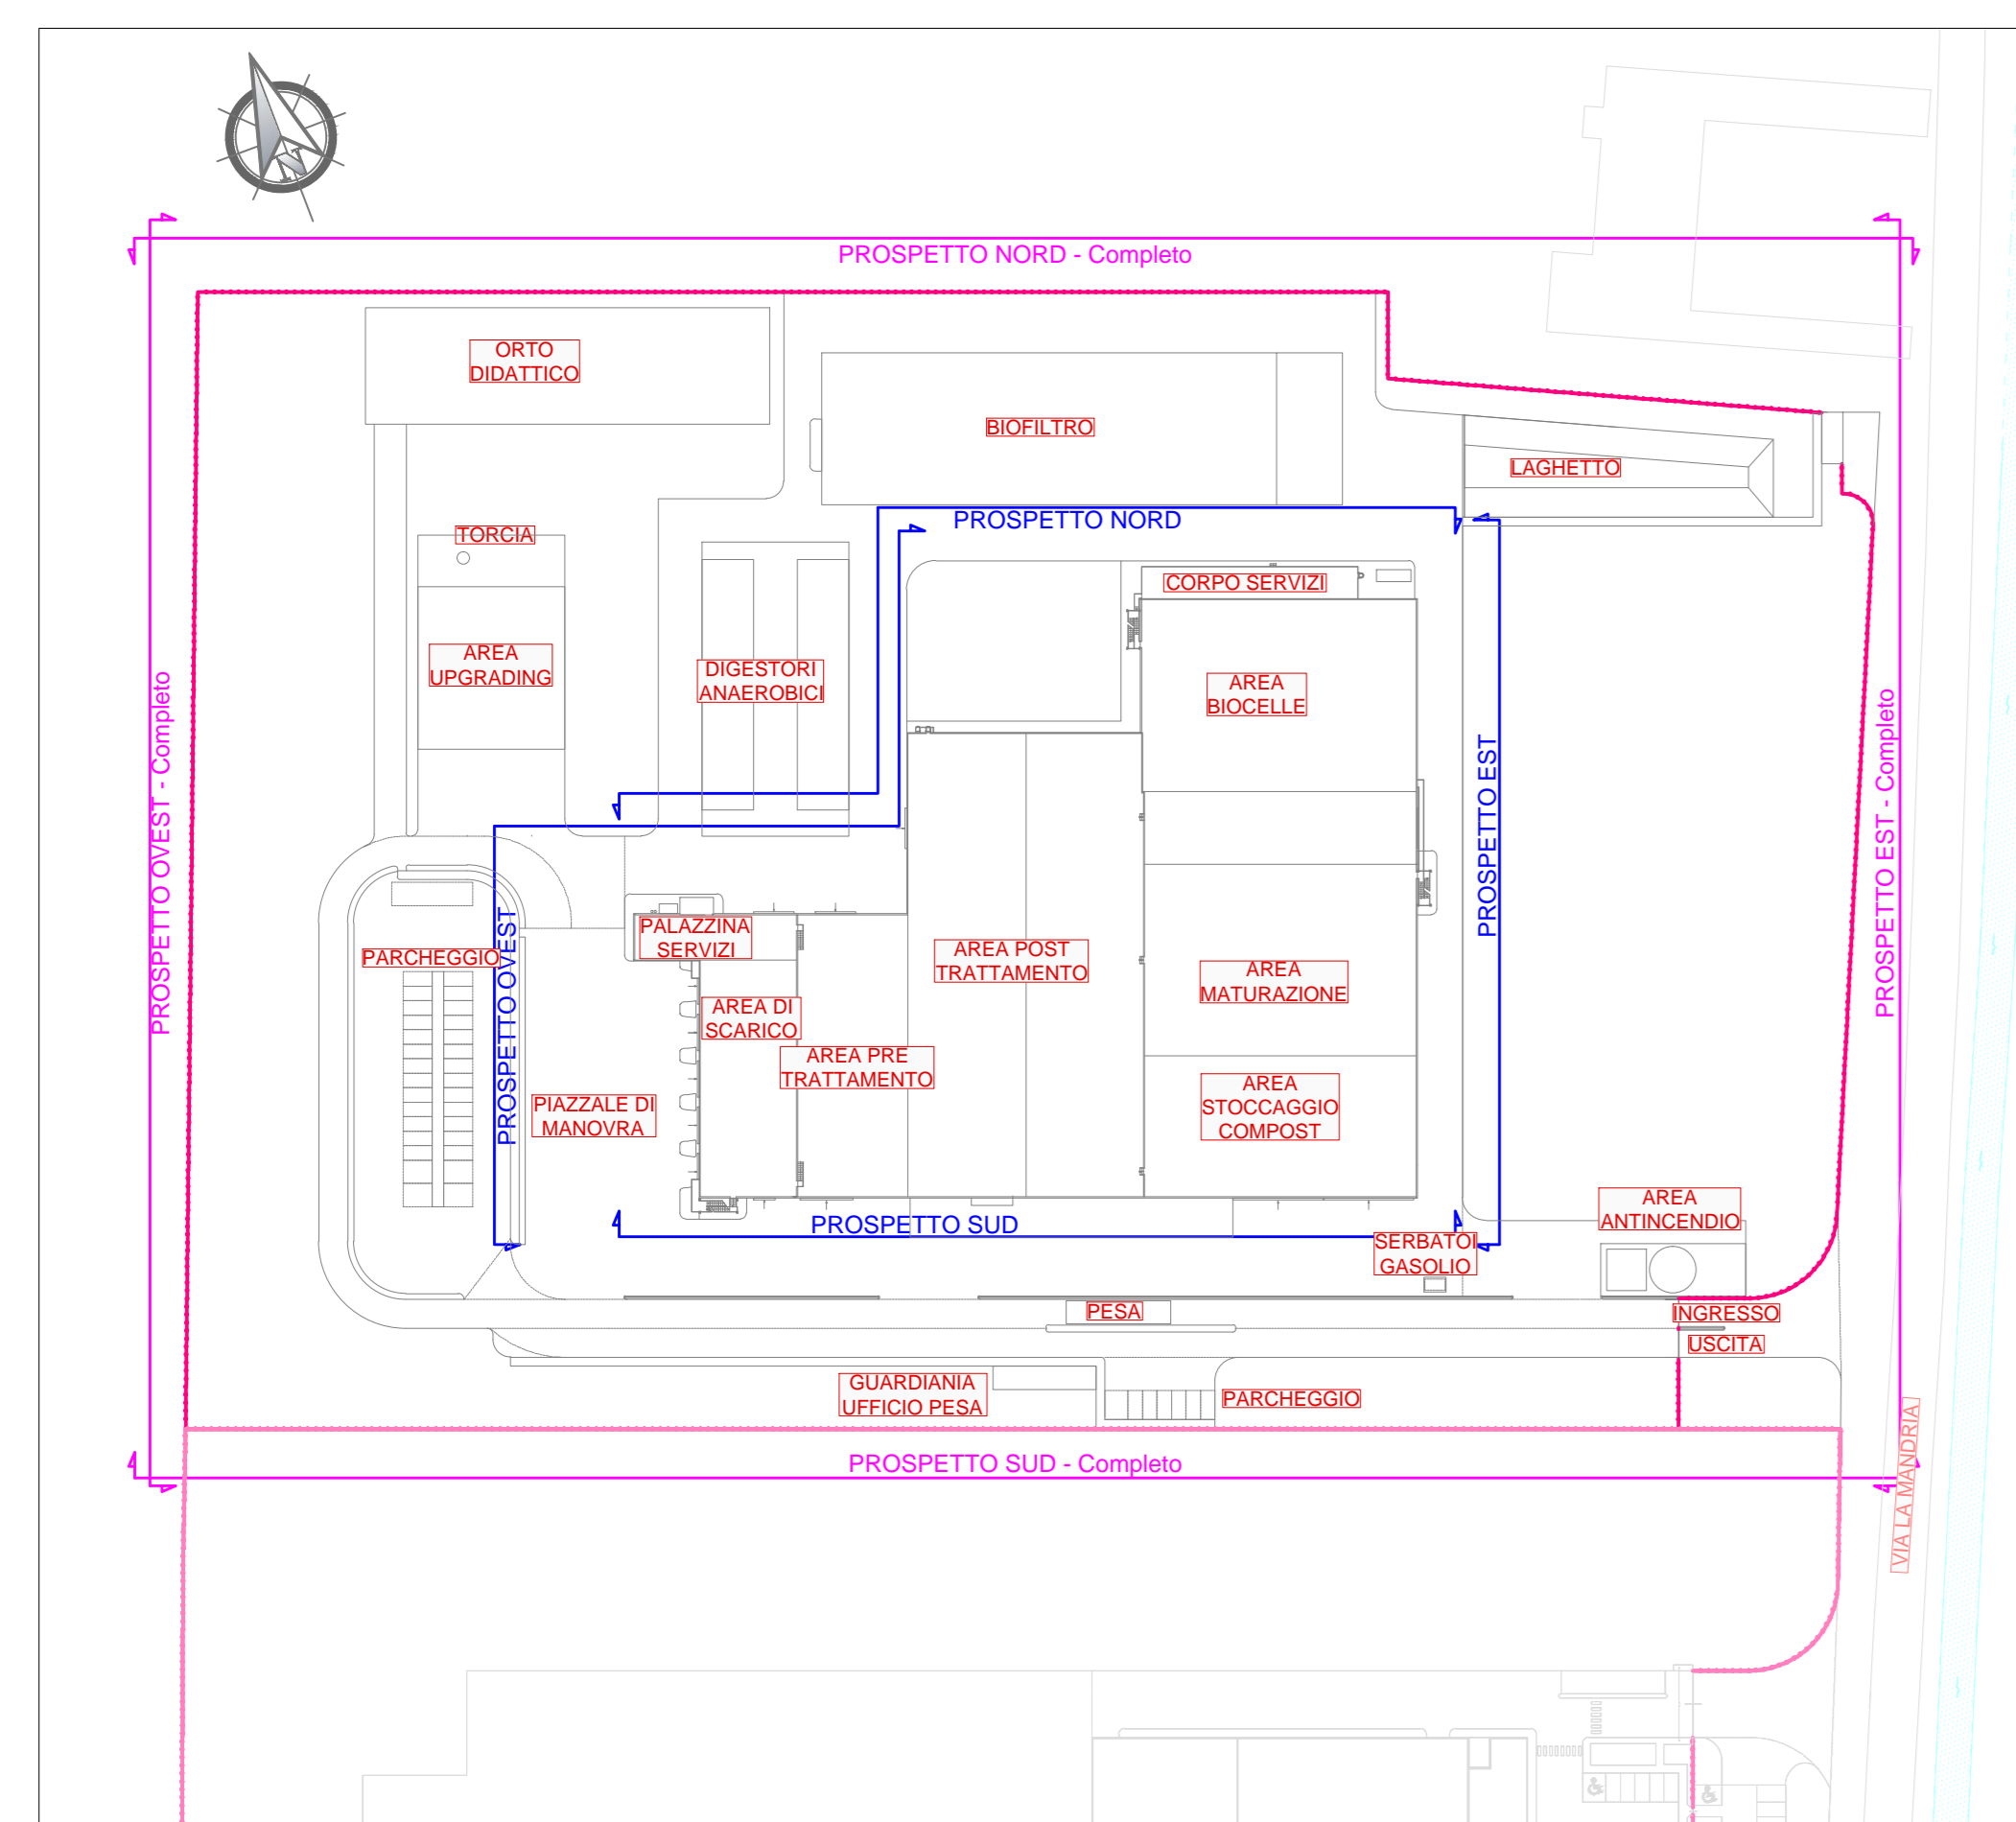 N
PROSPETTO NORD - Completo
ORTO
DIDATTICO
BIOFILTRO
LAGHETTO
PROSPETTO NORD
TORCIA
CORPO SERVIZI
AREA
UPGRADING
DIGESTORI
ANAEROBICI
AREA
BIOCELLE
PROSPETTO OVEST - Completo
PROSPETTO EST
PROSPETTO EST - Completo
PALAZZINA
SERVIZI
PARCHEGGIO
PROSPETTO OVEST
AREA POST
TRATTAMENTO
AREA
MATURAZIONE
AREA DI
SCARICO
AREA PRE
TRATTAMENTO
PIAZZALE DI
MANOVRA
AREA
STOCCAGGIO
COMPOST
PROSPETTO SUD
AREA
ANTINCENDIO
SERBATOI
GASOLIO
PESA
INGRESSO
USCITA
GUARDIANIA
UFFICIO PESA
PARCHEGGIO
PROSPETTO SUD - Completo
VIA LA MANDRIA